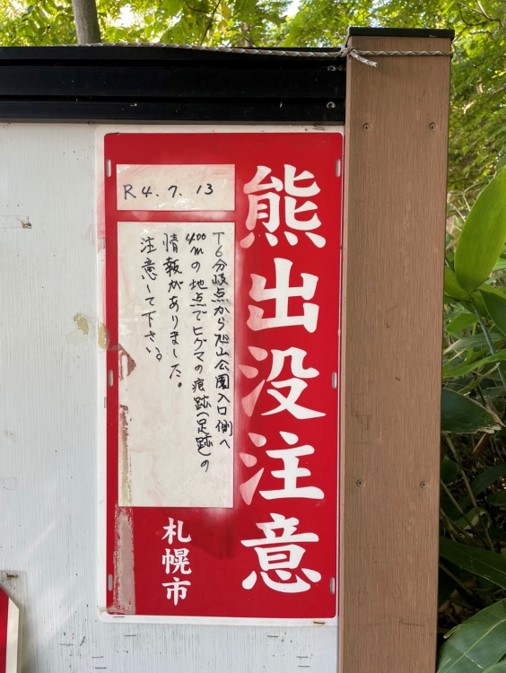 熊出没注意
R4.7.13
T6分岐点から旭山公園入口側へ
400mの地点でヒグマの痕跡(足跡)の
情報がありました。
注意して下さい。
札幌市